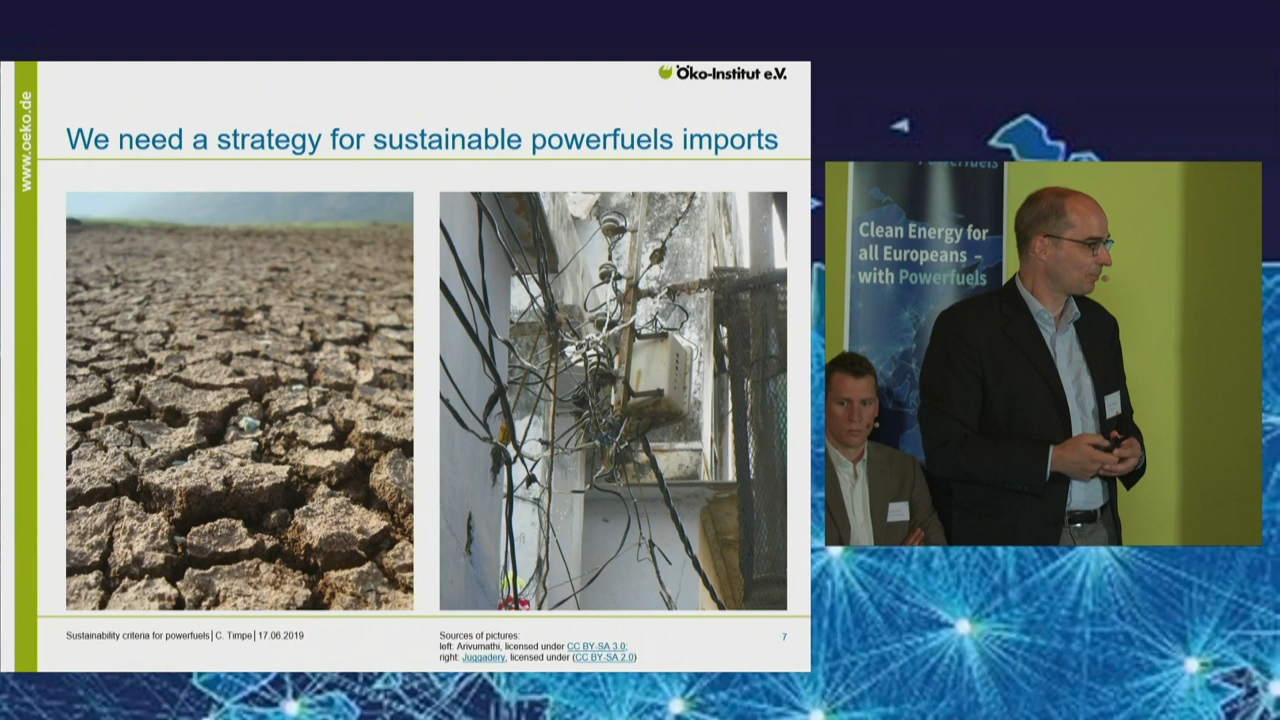 www.oeko.de
Öko-Institut e.V.
We need a strategy for sustainable powerfuels imports
Sustainability criteria for powerfuels| C. Timpe| 17.06.2019
Sources of pictures:
left: Arivumathi, licensed under CC BY-SA 3.0;
right: Juggadery, licensed under (CC BY-SA 2.0)
7
Powerfuels
Clean Energy for
all Europeans –
with Powerfuels